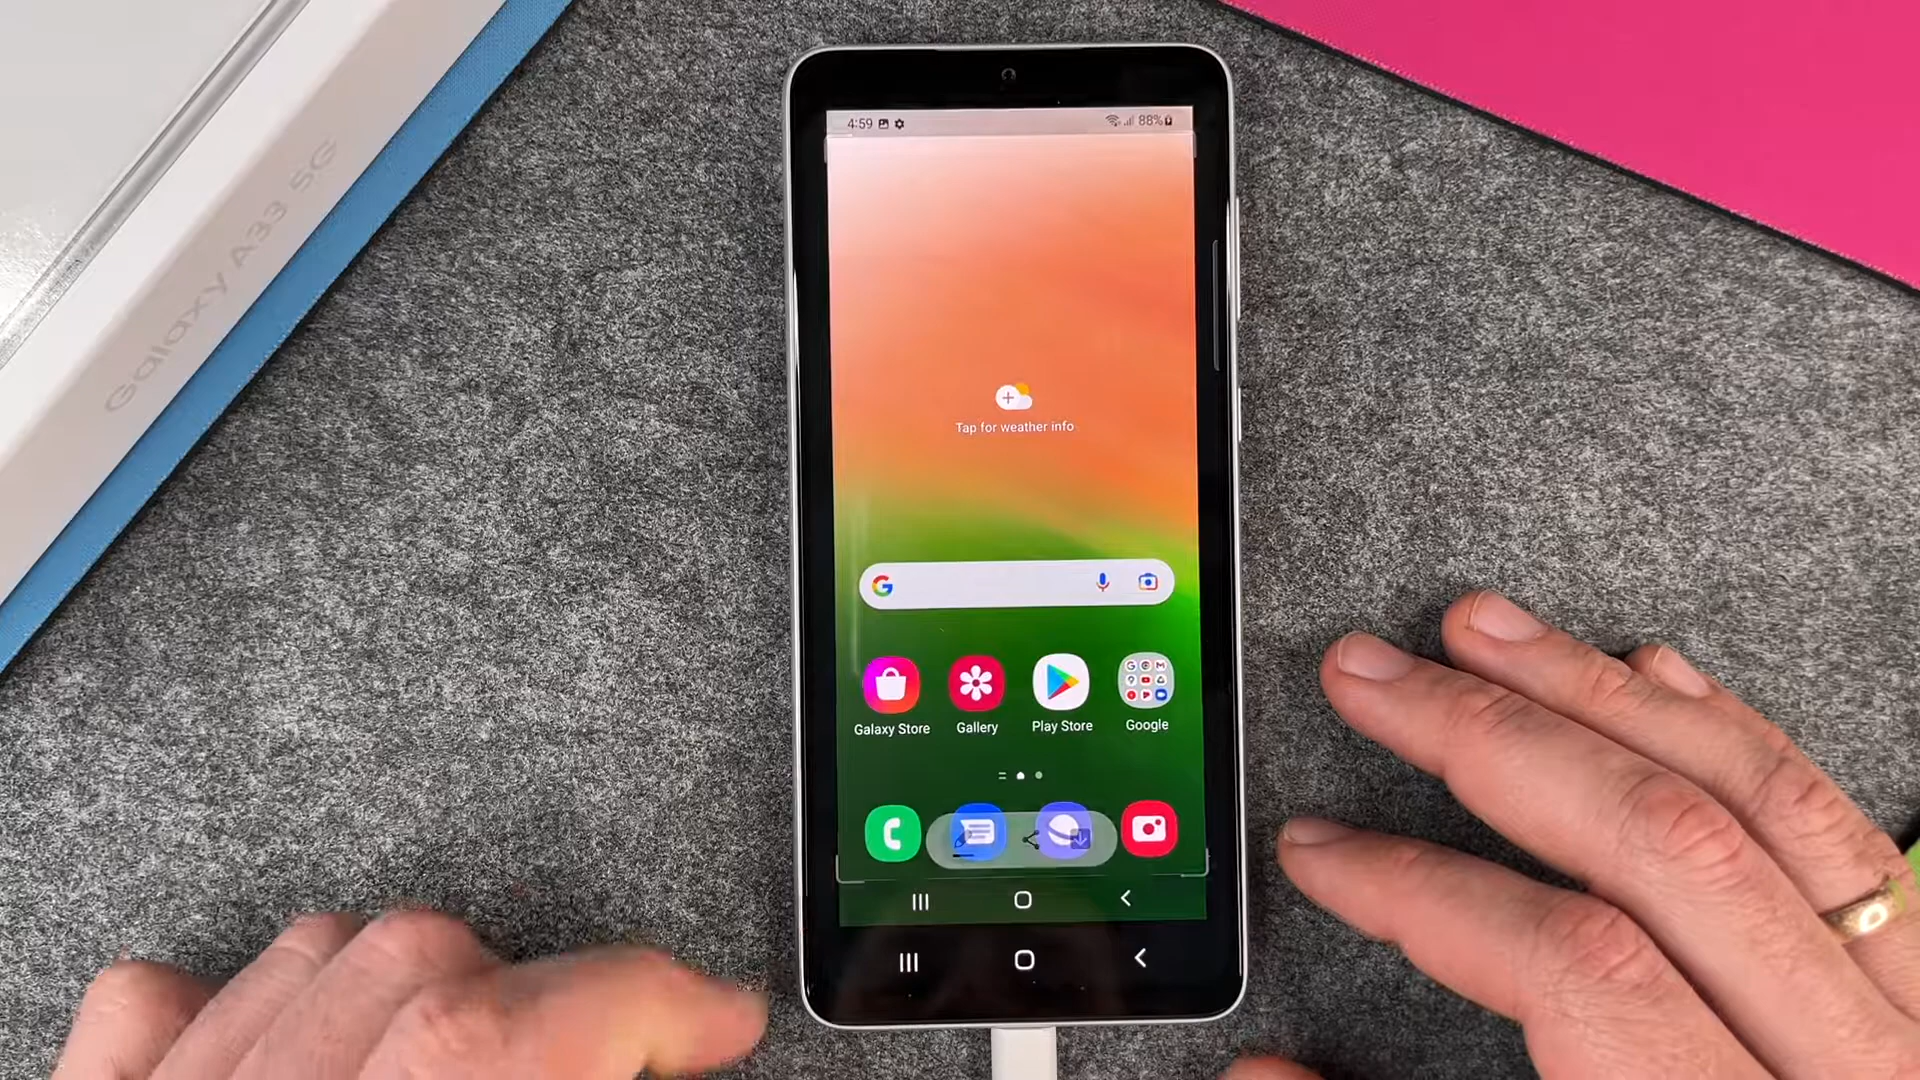 Galaxy A33 5G
4:59
88%
Tap for weather info
Galaxy Store
Gallery
Play Store
Google